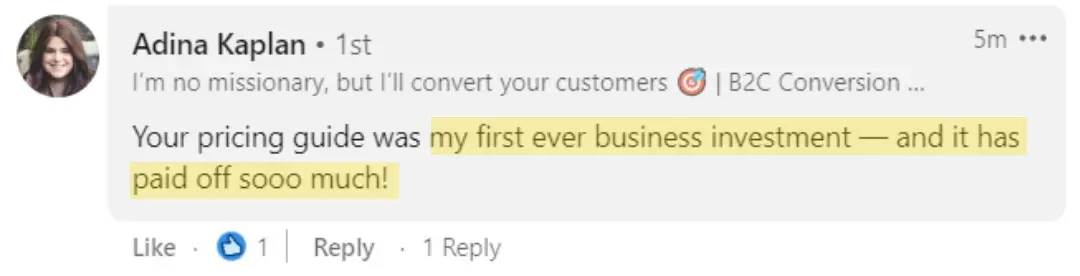 Adina Kaplan • 1st
5m •••
I'm no missionary, but I'll convert your customers 🎯 | B2C Conversion ...
Your pricing guide was my first ever business investment — and it has
paid off sooo much!
Like · 1 | Reply · 1 Reply